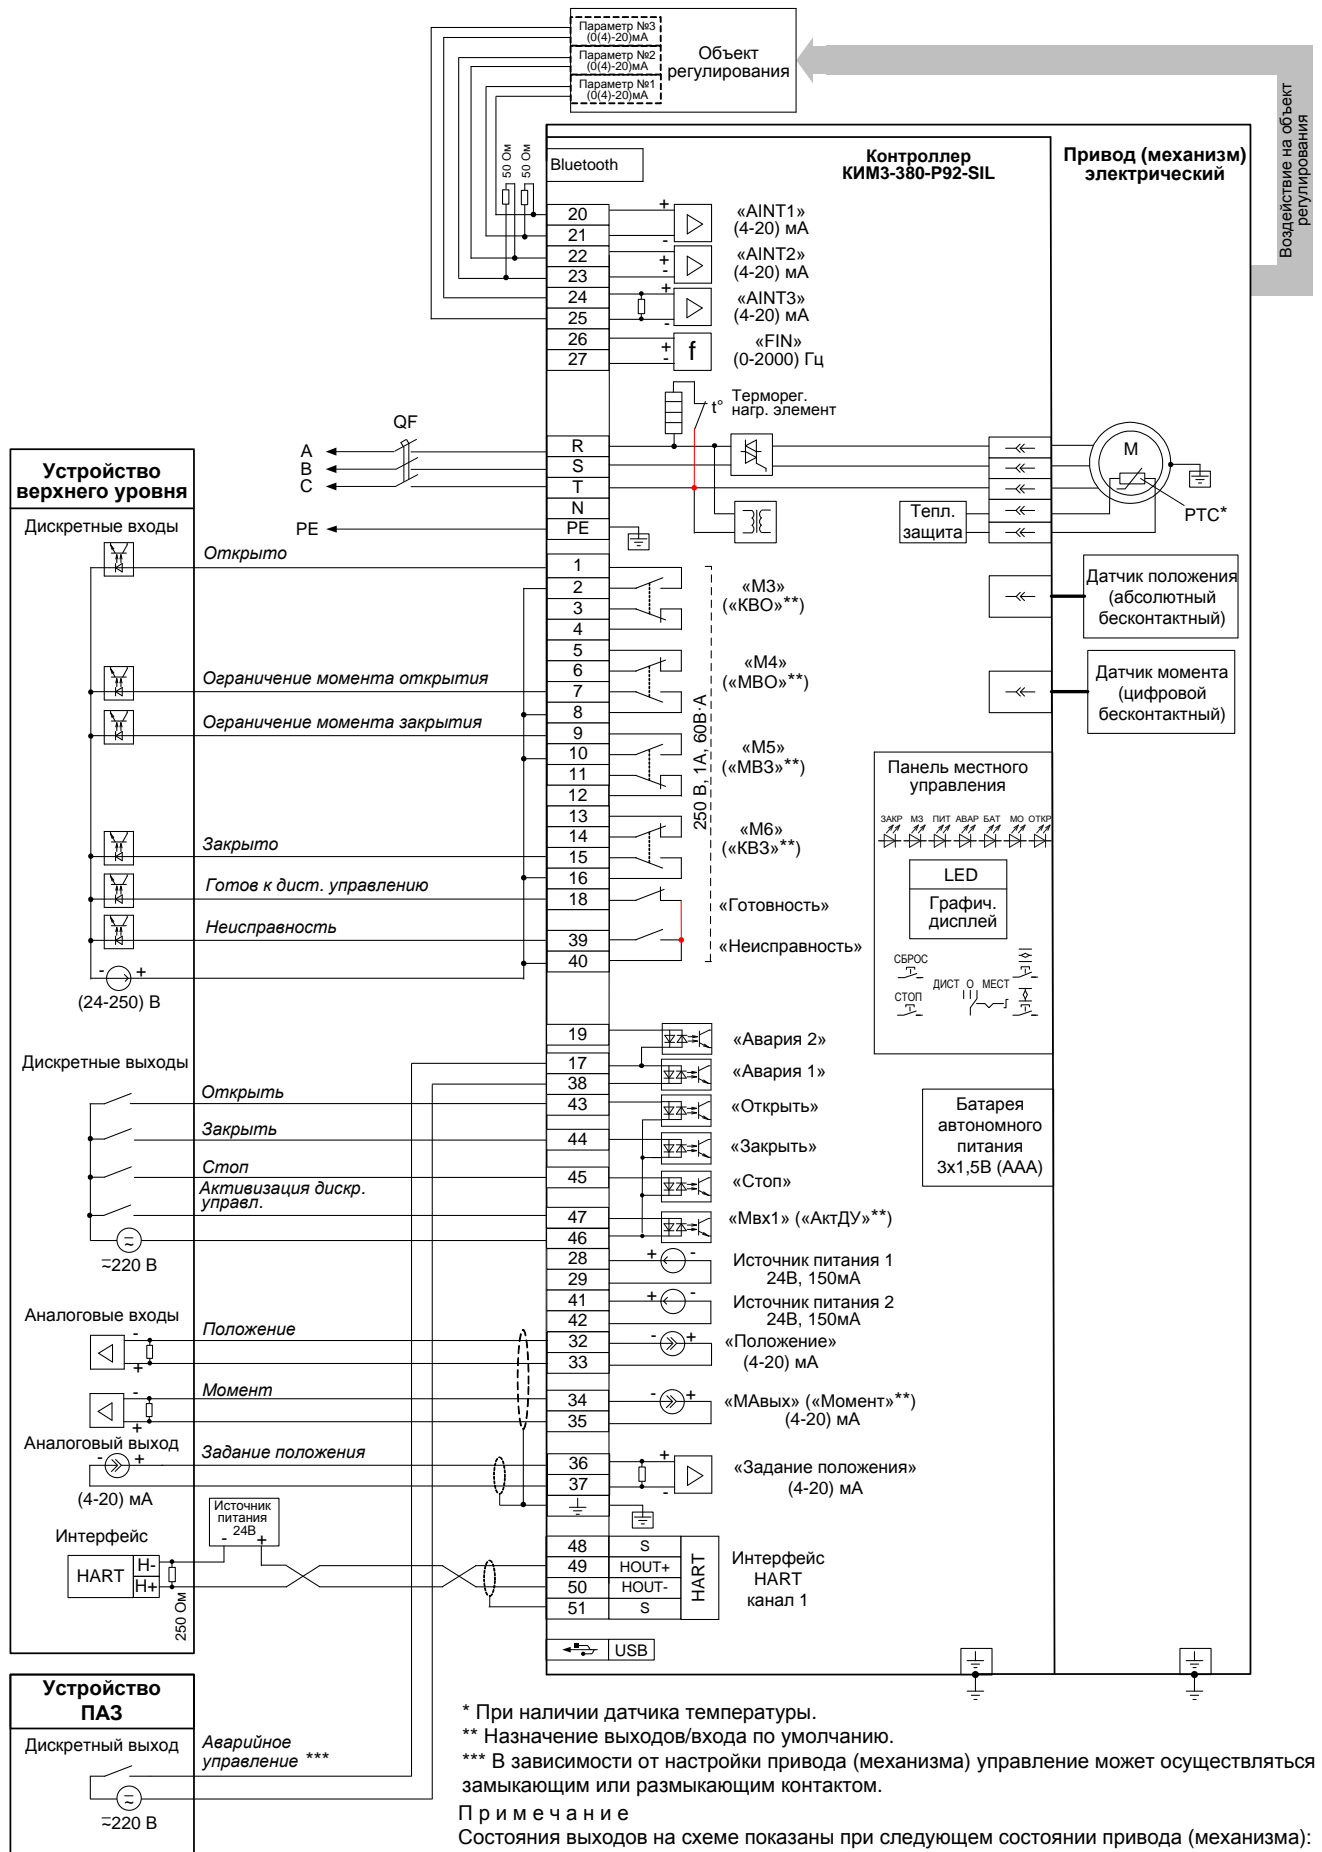 Параметр №3
(0(4)-20)мА
Параметр №2
(0(4)-20)мА
Параметр №1
(0(4)-20)мА
Объект
регулирования
Воздействие на объект
регулирования
50 Ом
50 Ом
Bluetooth
Контроллер
КИМ3-380-Р92-SIL
Привод (механизм)
электрический
20
+
«AINT1»
21
-
(4-20) мА
22
+
«AINT2»
23
-
(4-20) мА
24
+
«AINT3»
25
-
(4-20) мА
26
+
f
«FIN»
27
-
(0-2000) Гц
t°
Терморег.
нагр. элемент
QF
A
R
B
S
C
T
N
PE
PE
M
PTC*
Тепл.
защита
Устройство
верхнего уровня
Дискретные входы
Открыто
1
2
«М3»
3
(«КВО»**)
4
Датчик положения
(абсолютный
бесконтактный)
5
Ограничение момента открытия
6
«М4»
7
(«МВО»**)
8
Датчик момента
(цифровой
бесконтактный)
Ограничение момента закрытия
9
10
«М5»
11
(«МВЗ»**)
12
250 В, 1А, 60В·А
13
14
«М6»
Закрыто
15
(«КВЗ»**)
16
Готов к дист. управлению
18
«Готовность»
Неисправность
39
«Неисправность»
40
- +
(24-250) В
Панель местного
управления
ЗАКР МЗ ПИТ АВАР БАТ МО ОТКР
LED
Графич.
дисплей
СБРОС
СТОП
ДИСТ О МЕСТ
19
«Авария 2»
Дискретные выходы
17
«Авария 1»
38
Открыть
43
«Открыть»
Закрыть
44
«Закрыть»
Стоп
45
«Стоп»
Активизация дискр.
управл.
47
«Мвх1» («АктДУ»**)
46
≂220 В
Батарея
автономного
питания
3x1,5В (ААА)
28
+ -
Источник питания 1
29
24В, 150мА
41
+ -
Источник питания 2
42
24В, 150мА
Аналоговые входы
Положение
-
+
32
- +
«Положение»
33
(4-20) мА
Момент
-
+
34
- +
«МАвых» («Момент»**)
35
(4-20) мА
Аналоговый выход
Задание положения
- +
(4-20) мА
36
+
«Задание положения»
37
-
(4-20) мА
Источник
питания
24В
- +
Интерфейс
HART
H-
H+
250 Ом
48
S
49
HOUT+
50
HOUT-
51
S
HART
Интерфейс
HART
канал 1
USB
Устройство
ПАЗ
Дискретный выход
Аварийное
управление ***
≂220 В
* При наличии датчика температуры.
** Назначение выходов/входа по умолчанию.
*** В зависимости от настройки привода (механизма) управление может осуществляться
замыкающим или размыкающим контактом.
Примечание
Состояния выходов на схеме показаны при следующем состоянии привода (механизма):